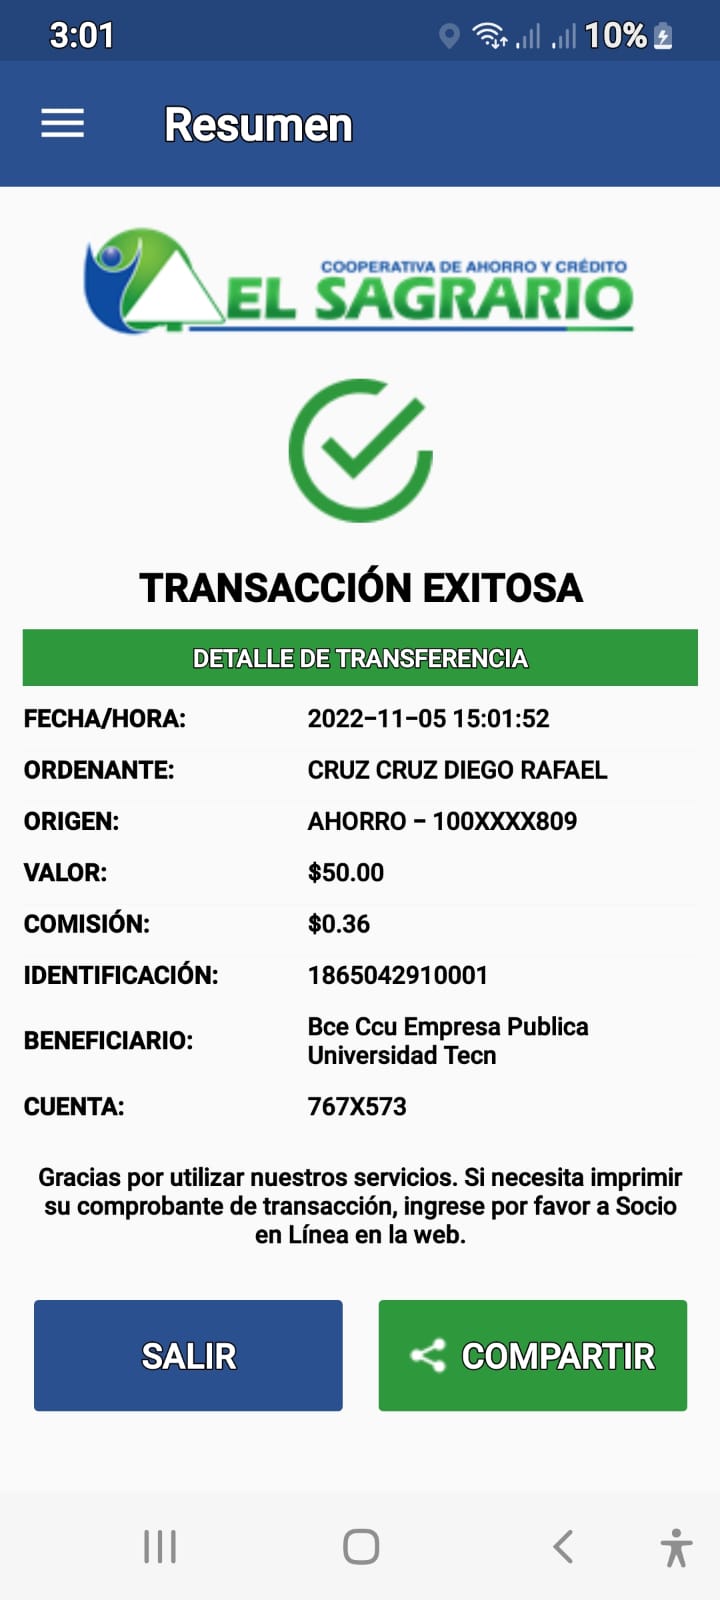 3:01
10%
Resumen
COOPERATIVA DE AHORRO Y CRÉDITO
EL SAGRARIO
TRANSACCIÓN EXITOSA
DETALLE DE TRANSFERENCIA
FECHA/HORA: 2022-11-05 15:01:52
ORDENANTE: CRUZ CRUZ DIEGO RAFAEL
ORIGEN: AHORRO - 100XXXX809
VALOR: $50.00
COMISIÓN: $0.36
IDENTIFICACIÓN: 1865042910001
BENEFICIARIO: Bce Ccu Empresa Publica
Universidad Tecn
CUENTA: 767X573
Gracias por utilizar nuestros servicios. Si necesita imprimir
su comprobante de transacción, ingrese por favor a Socio
en Línea en la web.
SALIR
COMPARTIR